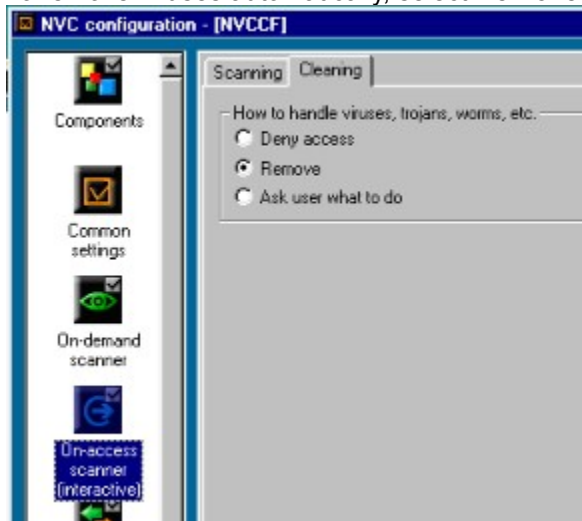 NVC configuration - [NVCCF]
Components
Common
settings
On-demand
scanner
On-access
scanner
(interactive)
Scanning Cleaning
How to handle viruses, trojans, worms, etc.
Deny access
Remove
Ask user what to do